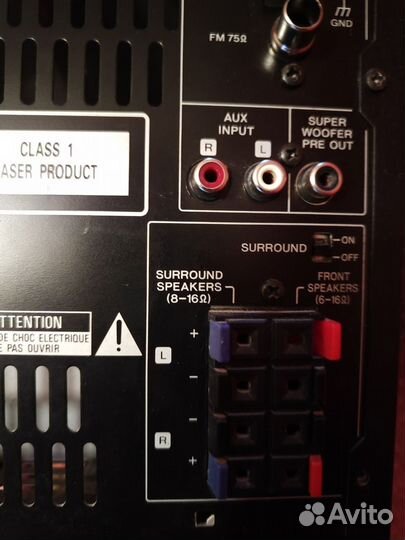 GND
FM 75Ω
AUX
INPUT
SUPER
WOOFER
PRE OUT
R
L
CLASS 1
ASER PRODUCT
SURROUND
ON
OFF
SURROUND
SPEAKERS
(8–16Ω)
FRONT
SPEAKERS
(6–16Ω)
ATTENTION
DE CHOC ELECTRIQUE
E PAS OUVRIR
+
L
−
−
R
+
Avito